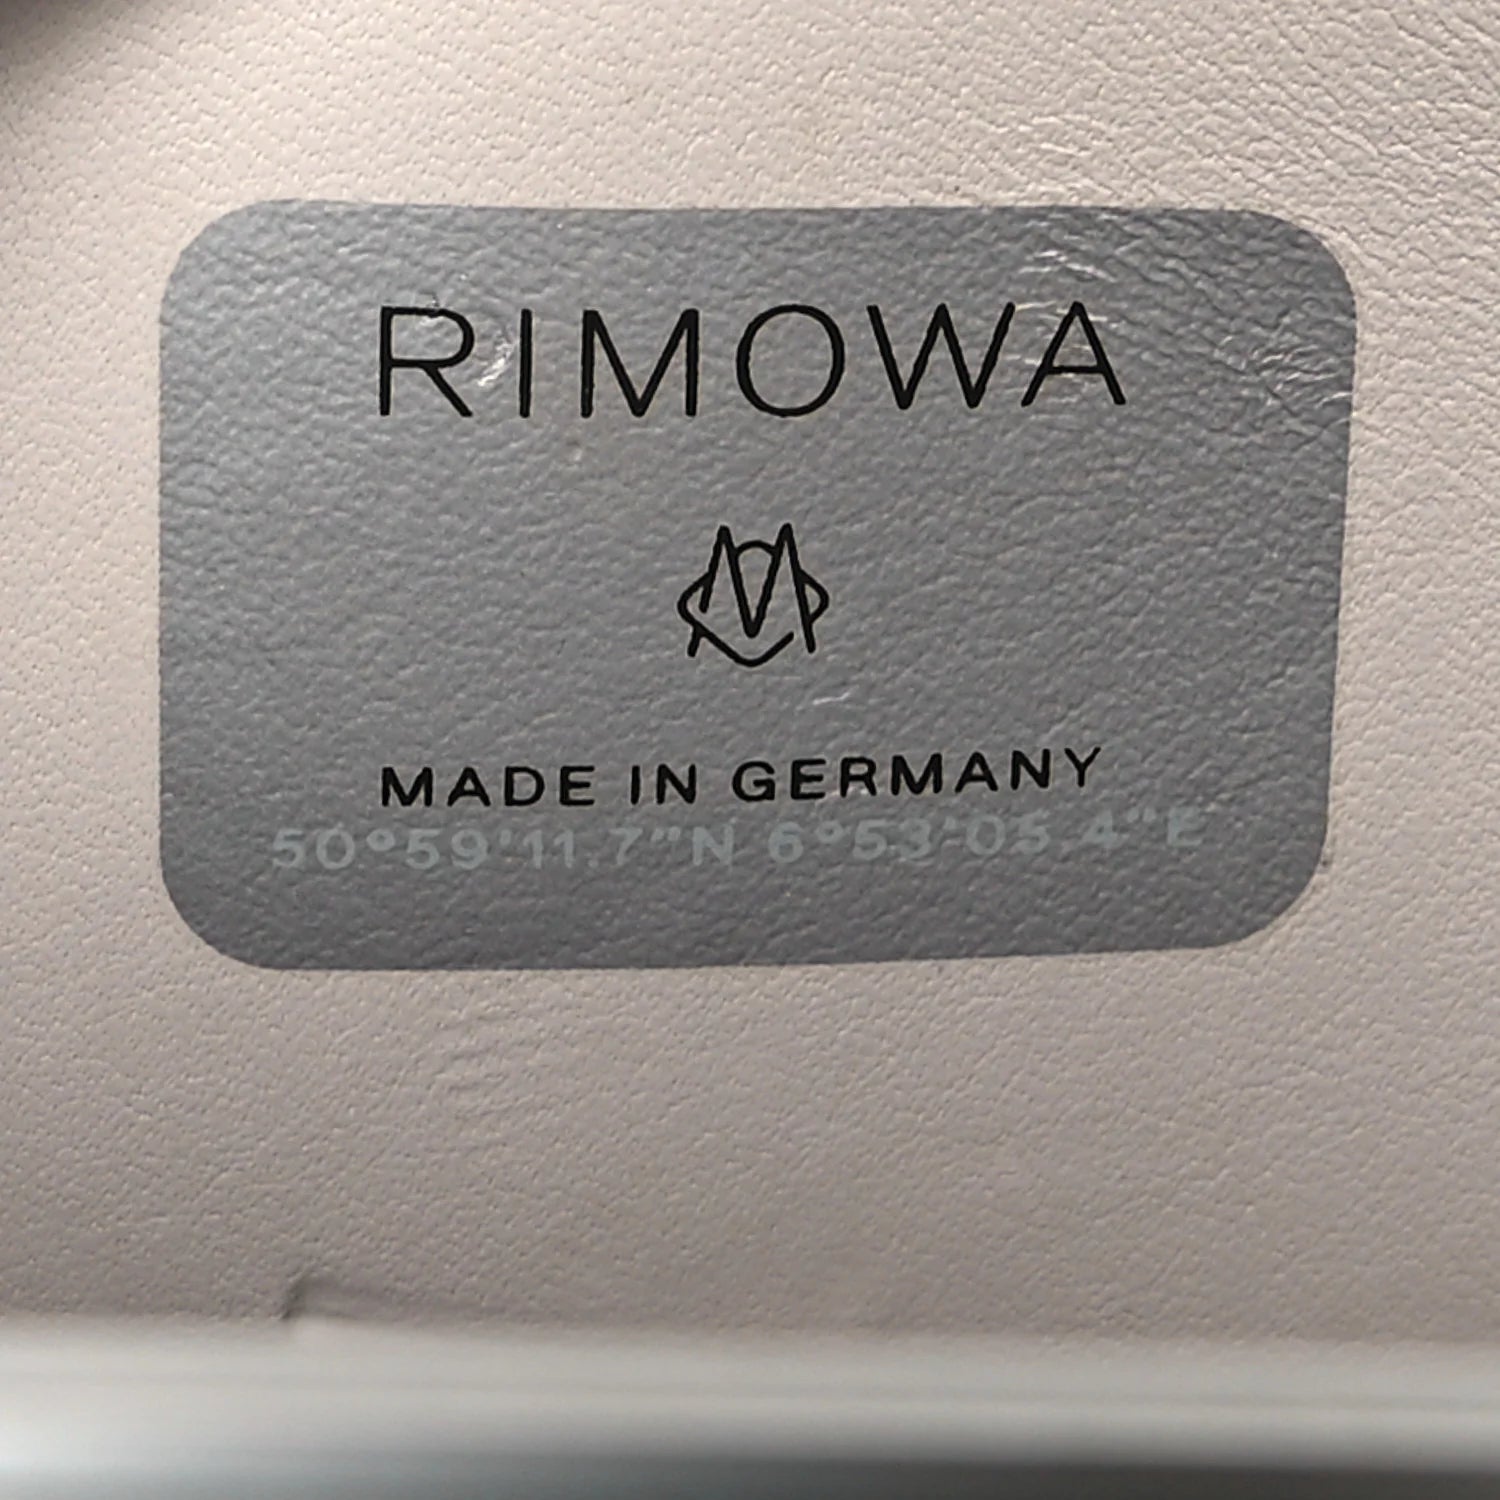 RIMOWA
MADE IN GERMANY
50°59'11.7"N 6°53'05.4"E